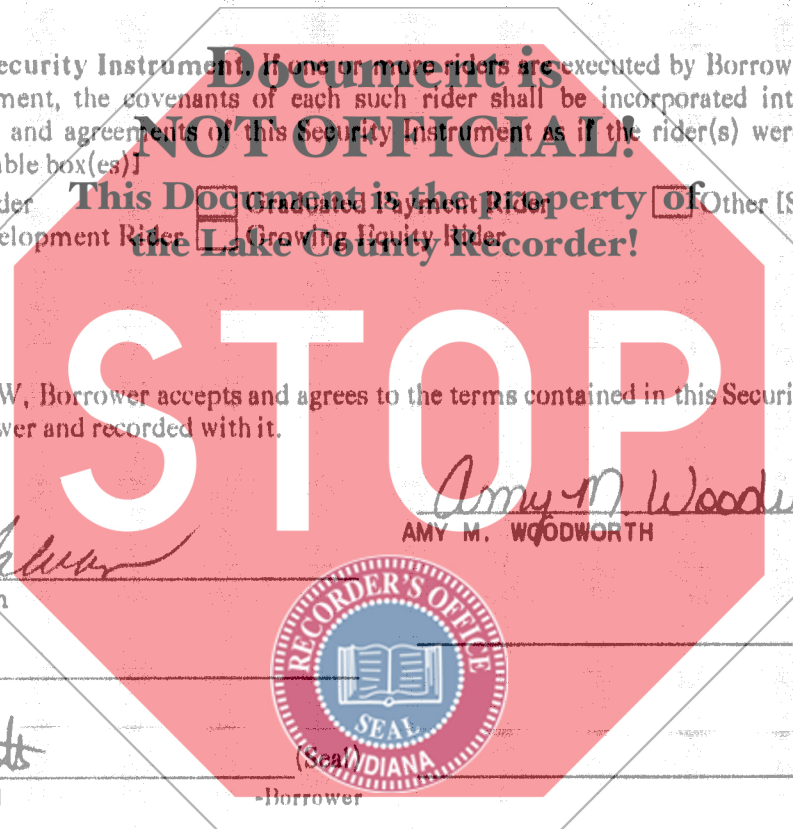 ecurity Instrument. If one or more riders are executed by Borrow
Document is
ment, the covenants of each such rider shall be incorporated int
and agreements of this Security Instrument as if the rider(s) wer
NOT OFFICIAL!
able box(es)]
der Graduated Payment Rider Other [S
This Document is the property of
elopment Rider Growing Equity Rider
the Lake County Recorder!
STOP
W, Borrower accepts and agrees to the terms contained in this Securi
wer and recorded with it.
Amy M. Woodw
AMY M. WOODWORTH
RECORDER'S OFFICE
SEAL
INDIANA
(Seal)
-Borrower